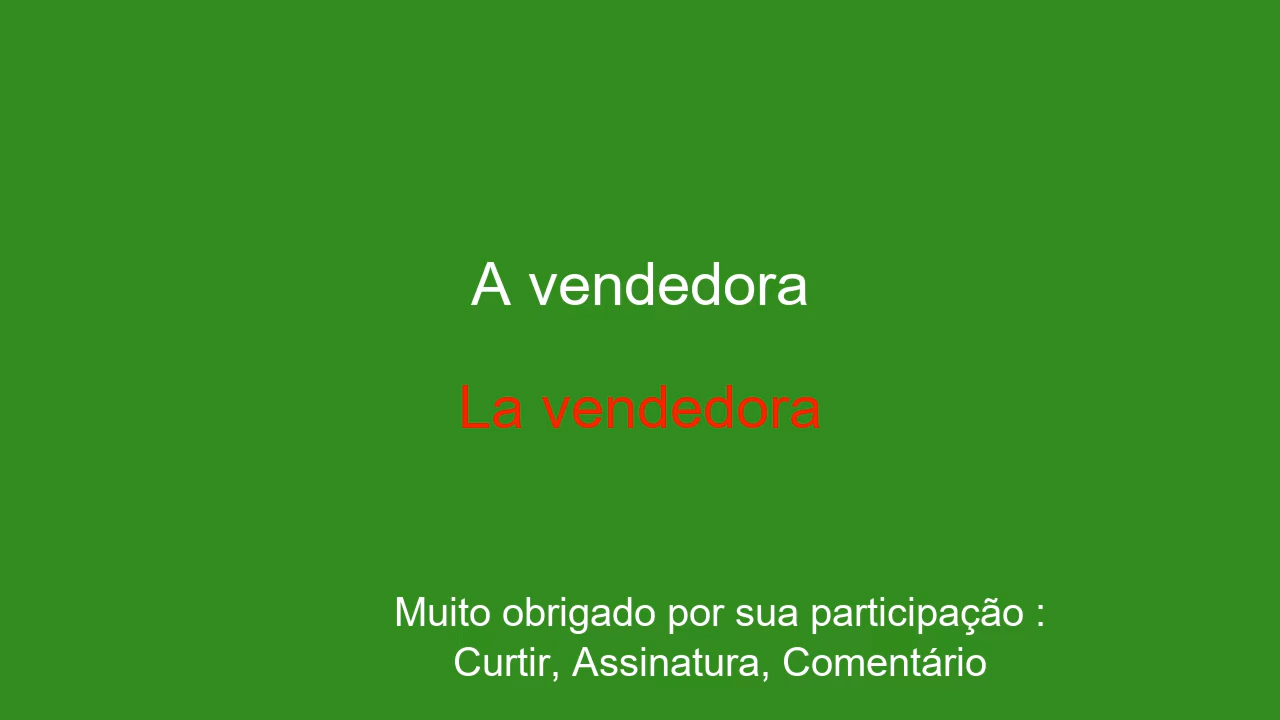 A vendedora
La vendedora
Muito obrigado por sua participação :
Curtir, Assinatura, Comentário